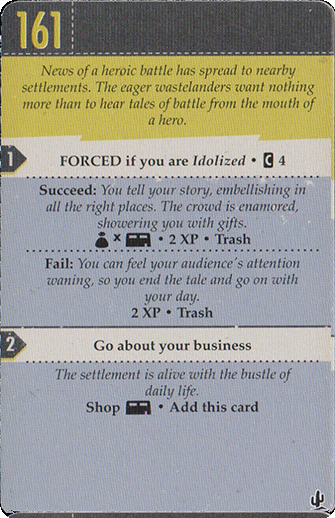 161
News of a heroic battle has spread to nearby
settlements. The eager wastelanders want nothing
more than to hear tales of battle from the mouth of
a hero.
1
FORCED if you are Idolized • C 4
Succeed: You tell your story, embellishing in
all the right places. The crowd is enamored,
showering you with gifts.
x • 2 XP • Trash
Fail: You can feel your audience's attention
waning, so you end the tale and go on with
your day.
2 XP • Trash
2
Go about your business
The settlement is alive with the bustle of
daily life.
Shop • Add this card